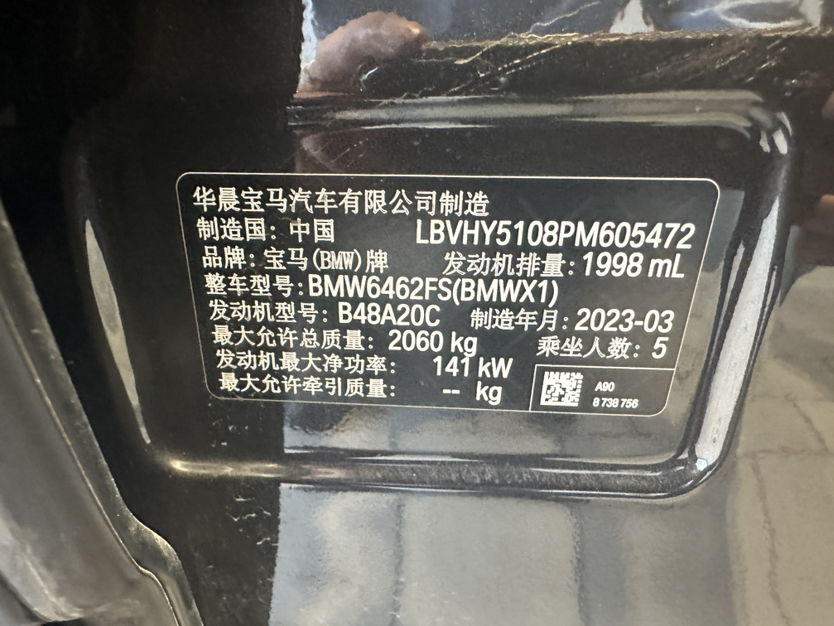 华晨宝马汽车有限公司制造
制造国：中国 LBVHY5108PM605472
品牌：宝马(BMW)牌 发动机排量：1998 mL
整车型号：BMW6462FS(BMWX1)
发动机型号：B48A20C 制造年月：2023-03
最大允许总质量： 2060 kg 乘坐人数：5
发动机最大净功率： 141 kW
最大允许牵引质量： -- kg
A90
8 738 756